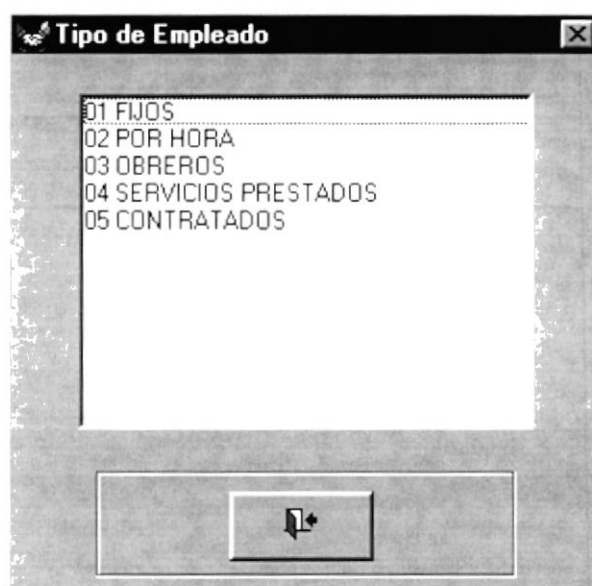 Tipo de Empleado
01 FIJOS
02 POR HORA
03 OBREROS
04 SERVICIOS PRESTADOS
05 CONTRATADOS